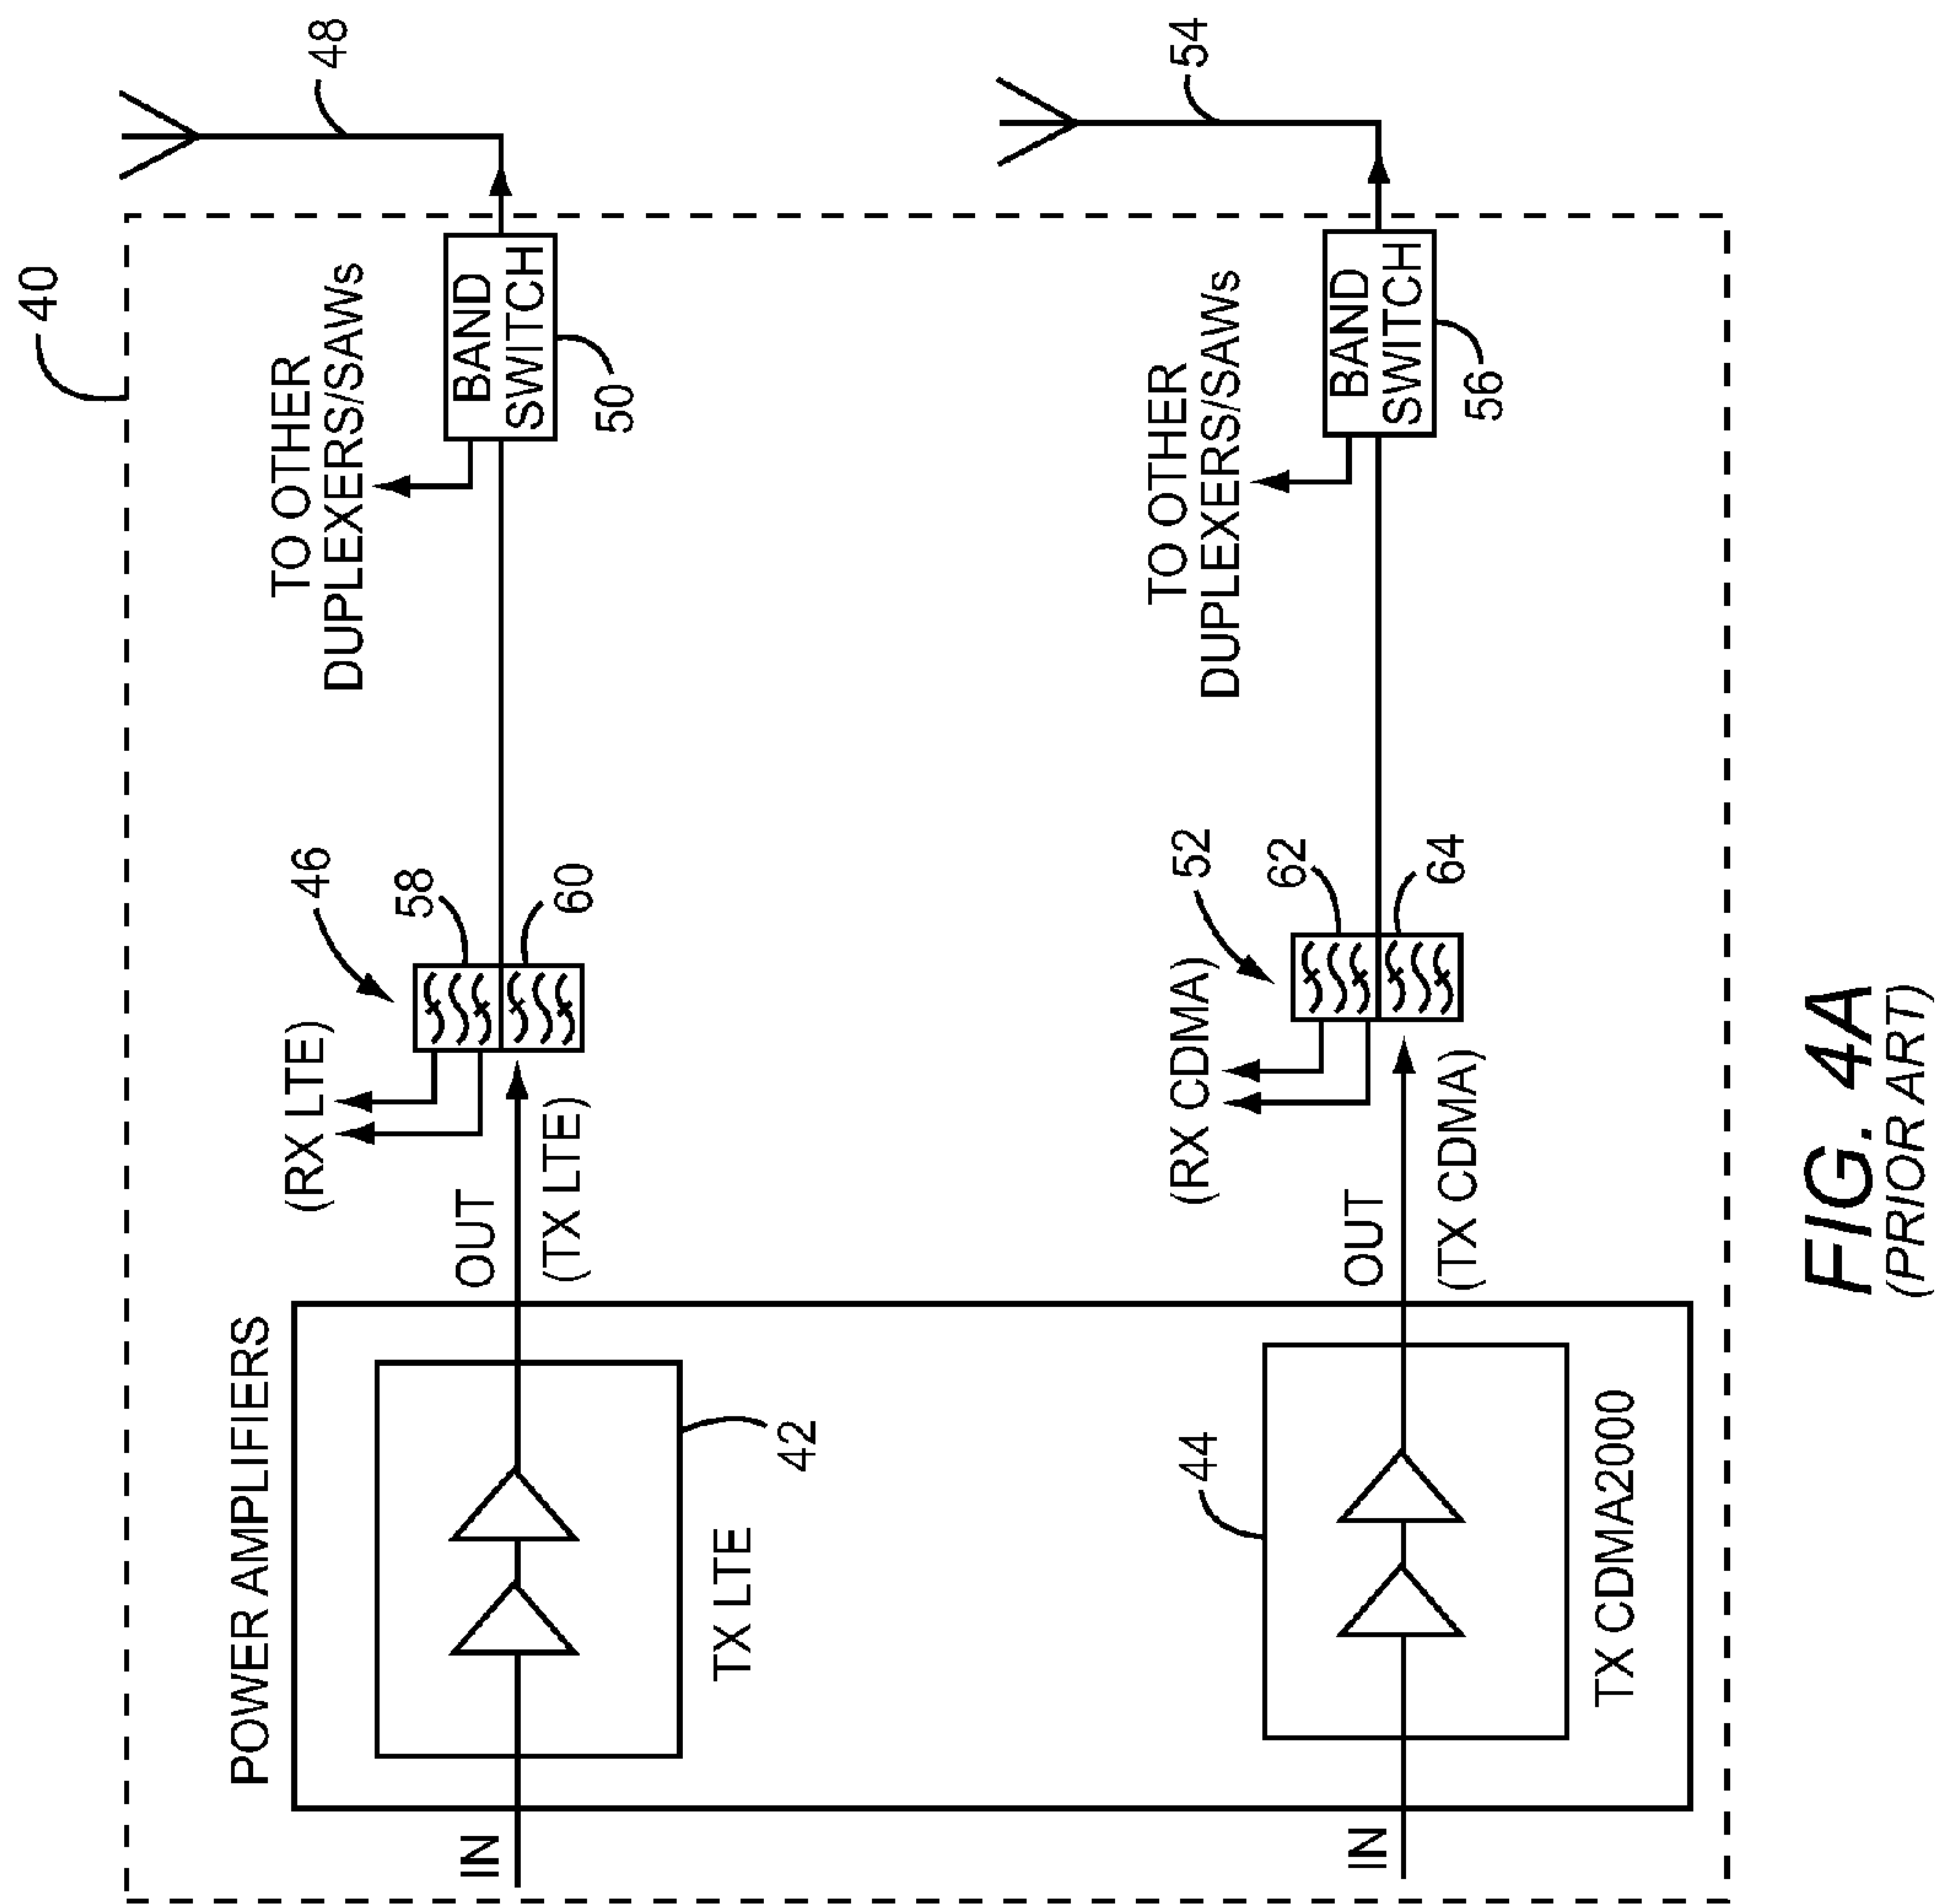 40
POWER AMPLIFIERS
IN
OUT
(TX LTE)
(RX LTE)
46
58
60
TO OTHER
DUPLEXERS/SAWs
BAND
SWITCH
50
48
42
TX LTE
IN
44
TX CDMA2000
OUT
(TX CDMA)
(RX CDMA)
52
62
64
TO OTHER
DUPLEXERS/SAWs
BAND
SWITCH
56
54
FIG. 4A
(PRIOR ART)